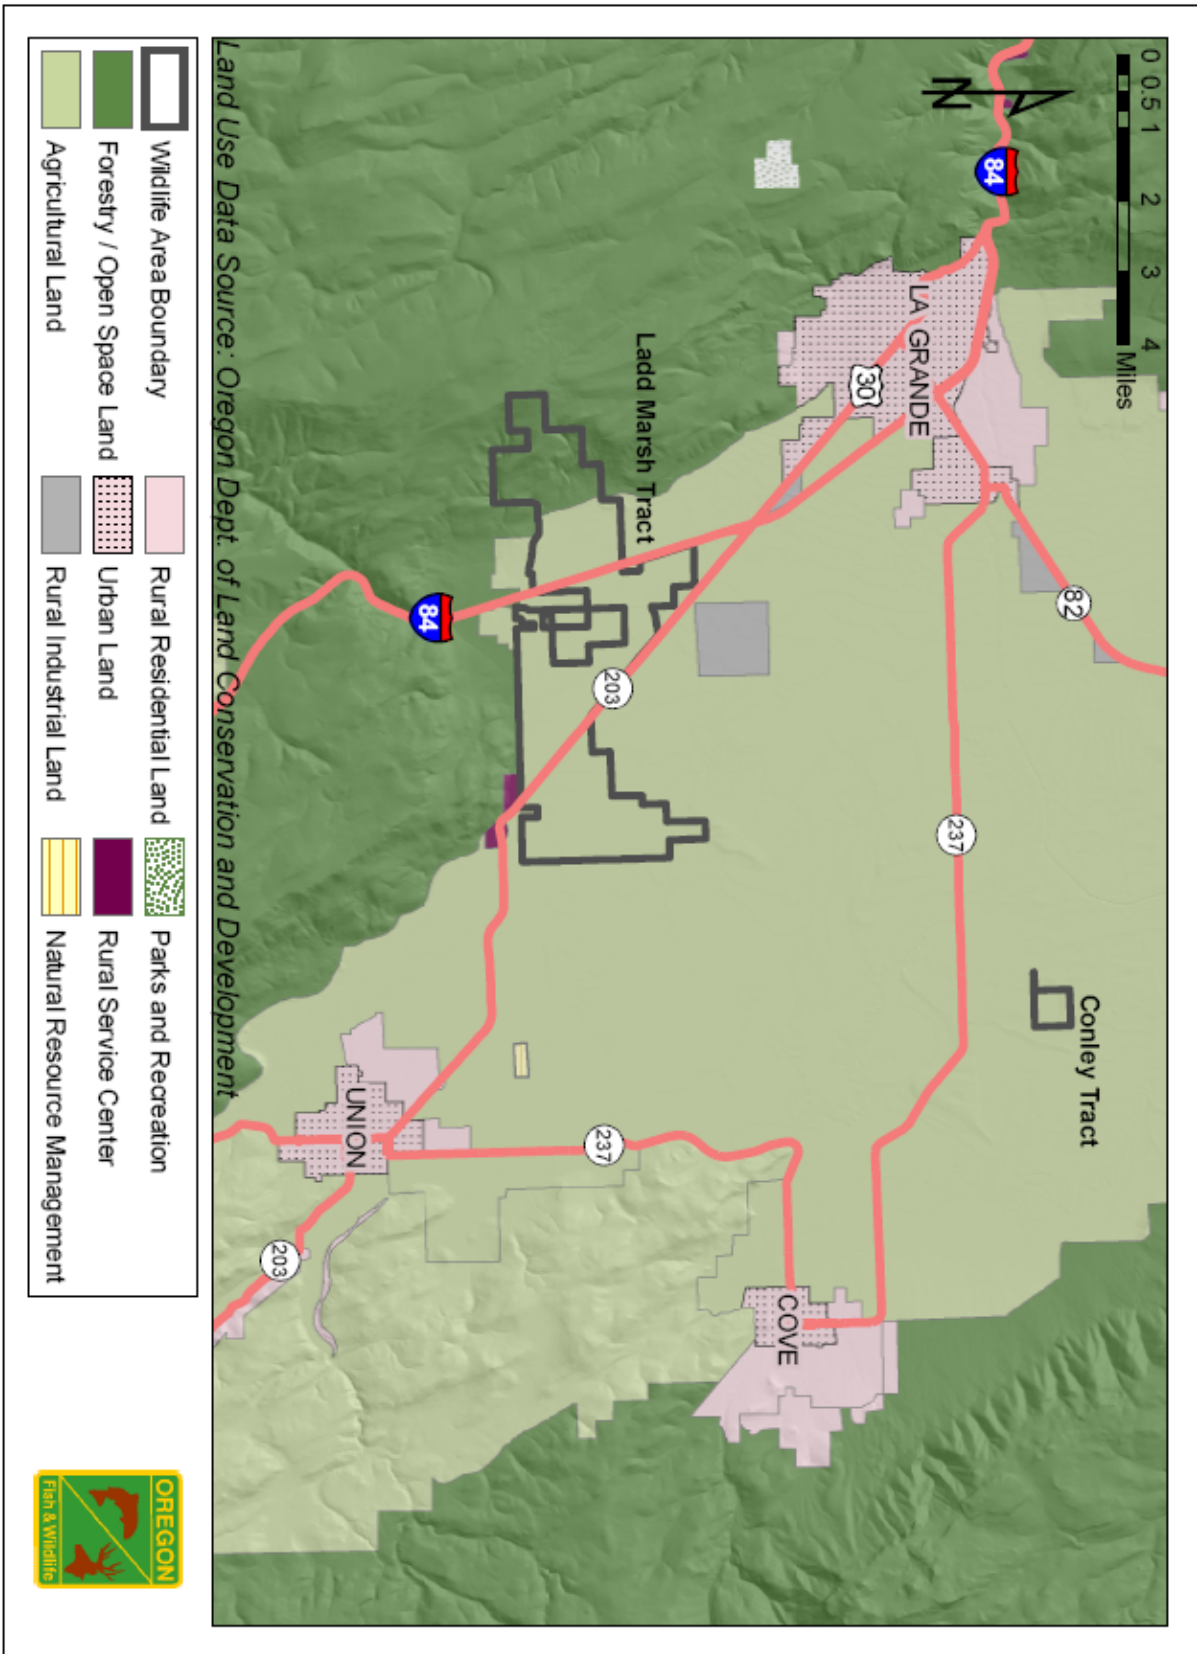 0 0.5 1 2 3 4
Miles
N
84
LA GRANDE
30
82
Ladd Marsh Tract
Conley Tract
237
203
84
237
COVE
UNION
203
Land Use Data Source: Oregon Dept. of Land Conservation and Development
Wildlife Area Boundary
Forestry / Open Space Land
Agricultural Land
Rural Residential Land
Urban Land
Rural Industrial Land
Parks and Recreation
Rural Service Center
Natural Resource Management
OREGON
Fish & Wildlife